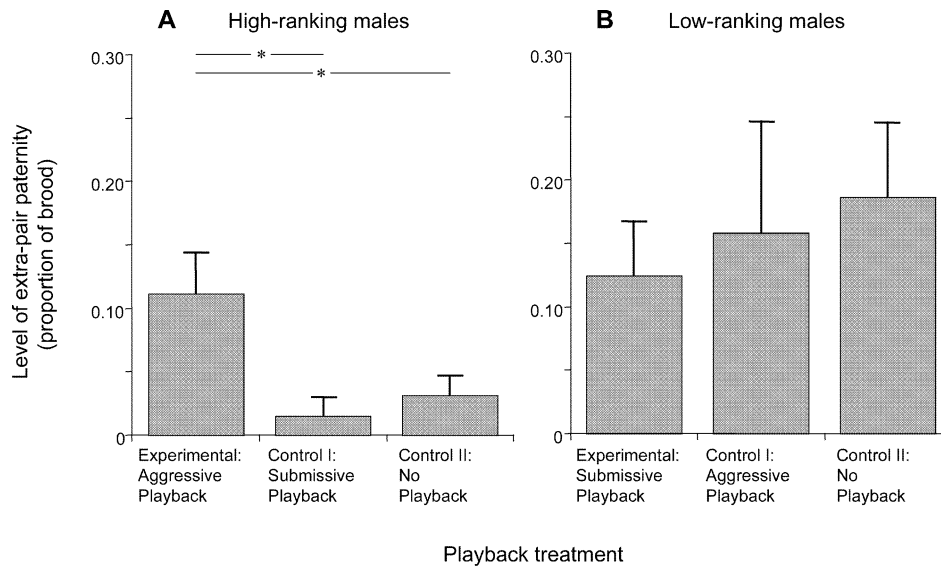 A High-ranking males
B Low-ranking males
Level of extra-pair paternity
(proportion of brood)
0.30
0.20
0.10
0
*
*
Experimental:
Aggressive
Playback
Control I:
Submissive
Playback
Control II:
No
Playback
0.30
0.20
0.10
0
Experimental:
Submissive
Playback
Control I:
Aggressive
Playback
Control II:
No
Playback
Playback treatment